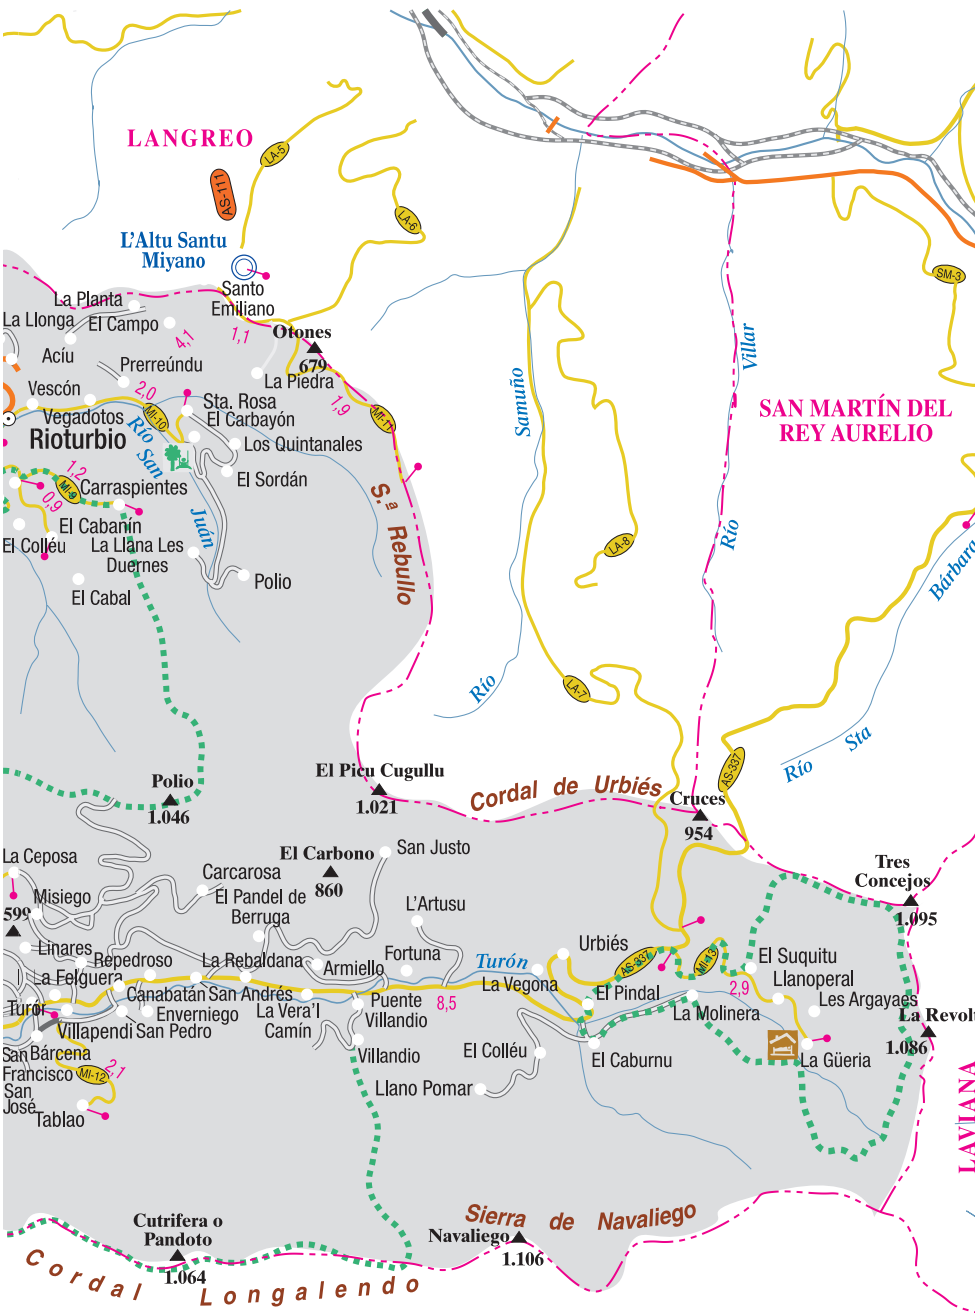 LANGREO
LA-5
AS-111
LA-6
L'Altu Santu
Miyano
SM-3
Santo
Emiliano
La Planta
La Llonga
El Campo
4,1
1,1
Otones
679
Acíu
Prerreúndu
La Piedra
1,9
MI-11
Vescón
2,0
MI-10
Sta. Rosa
El Carbayón
Vegadotos
Rioturbio
Río San
Juán
Los Quintanales
El Sordán
1,2
MI-9
0,9
Carraspientes
S.ª Rebullo
El Cabanín
El Colléu
La Llana Les
Duernes
Polio
El Cabal
Samuño
Río
Villar
Río
SAN MARTÍN DEL
REY AURELIO
LA-8
LA-7
Bárbara
Sta
Río
AS-337
Polio
1.046
El Picu Cugullu
1.021
Cordal de Urbiés
Cruces
954
Tres
Concejos
1.095
La Ceposa
El Carbono
860
San Justo
Carcarosa
Misiego
El Pandel de
Berruga
L'Artusu
599
Linares
Repedroso
La Rebaldana
Armiello
Fortuna
Turón
Urbiés
AS-337
MI-13
2,9
El Suquitu
Llanoperal
La Felguera
Canabatán
San Andrés
La Vegona
El Pindal
Les Argayaes
Turón
Enverniego
La Vera'l
Camín
Puente
Villandio
8,5
La Molinera
La Revolt
1.086
Villapendi
San Pedro
Bárcena
San
Francisco
MI-12
2,1
Villandio
El Colléu
El Caburnu
La Güeria
San
José
Tablao
Llano Pomar
LAVIANA
Cutrifera o
Pandoto
1.064
Sierra de Navaliego
Navaliego
1.106
Cordal Longalendo